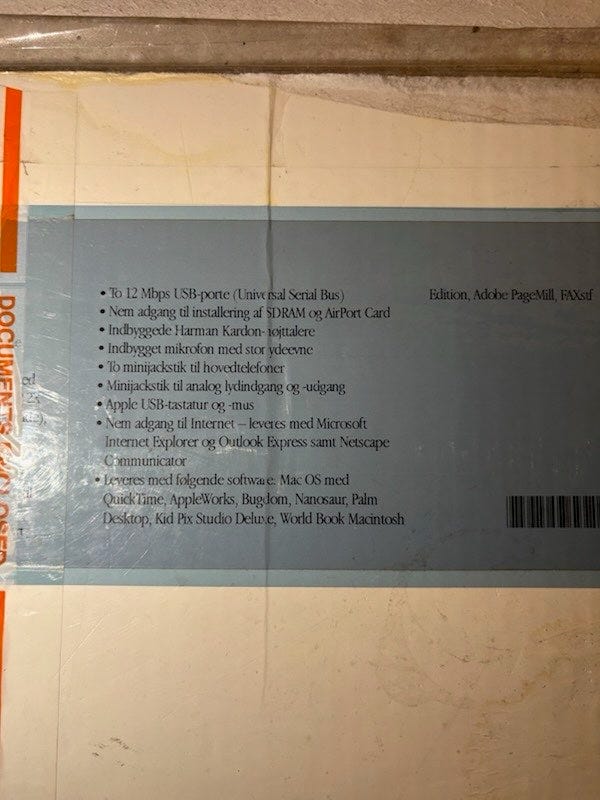 • To 12 Mbps USB-porte (Universal Serial Bus)
• Nem adgang til installering af SDRAM og AirPort Card
• Indbyggede Harman Kardon-højttalere
• Indbygget mikrofon med stor ydeevne
• To minijackstik til hovedtelefoner
• Minijackstik til analog lydindgang og -udgang
• Apple USB-tastatur og -mus
• Nem adgang til Internet – leveres med Microsoft
Internet Explorer og Outlook Express samt Netscape
Communicator
• Leveres med følgende software: Mac OS med
QuickTime, AppleWorks, Bugdom, Nanosaur, Palm
Desktop, Kid Pix Studio Deluxe, World Book Macintosh
Edition, Adobe PageMill, FAXstf
DOCUMENTS